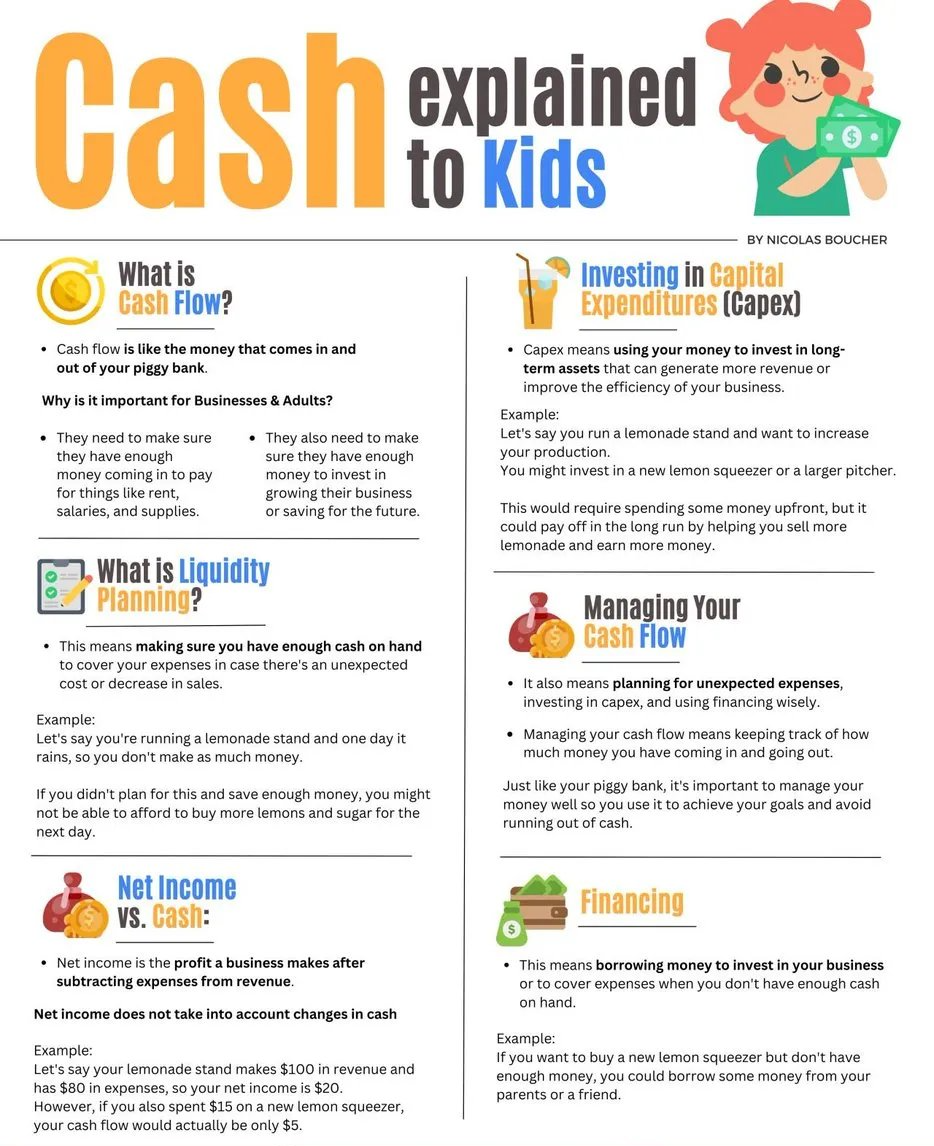 Cash explained
to Kids
BY NICOLAS BOUCHER
What is
Cash Flow?
• Cash flow is like the money that comes in and
out of your piggy bank.
Why is it important for Businesses & Adults?
• They need to make sure
they have enough
money coming in to pay
for things like rent,
salaries, and supplies.
• They also need to make
sure they have enough
money to invest in
growing their business
or saving for the future.
What is Liquidity
Planning?
• This means making sure you have enough cash on hand
to cover your expenses in case there's an unexpected
cost or decrease in sales.
Example:
Let's say you're running a lemonade stand and one day it
rains, so you don't make as much money.
If you didn't plan for this and save enough money, you might
not be able to afford to buy more lemons and sugar for the
next day.
Net Income
vs. Cash:
• Net income is the profit a business makes after
subtracting expenses from revenue.
Net income does not take into account changes in cash
Example:
Let's say your lemonade stand makes $100 in revenue and
has $80 in expenses, so your net income is $20.
However, if you also spent $15 on a new lemon squeezer,
your cash flow would actually be only $5.
Investing in Capital
Expenditures (Capex)
• Capex means using your money to invest in long-
term assets that can generate more revenue or
improve the efficiency of your business.
Example:
Let's say you run a lemonade stand and want to increase
your production.
You might invest in a new lemon squeezer or a larger pitcher.
This would require spending some money upfront, but it
could pay off in the long run by helping you sell more
lemonade and earn more money.
Managing Your
Cash Flow
• It also means planning for unexpected expenses,
investing in capex, and using financing wisely.
• Managing your cash flow means keeping track of how
much money you have coming in and going out.
Just like your piggy bank, it's important to manage your
money well so you use it to achieve your goals and avoid
running out of cash.
Financing
• This means borrowing money to invest in your business
or to cover expenses when you don't have enough cash
on hand.
Example:
If you want to buy a new lemon squeezer but don't have
enough money, you could borrow some money from your
parents or a friend.